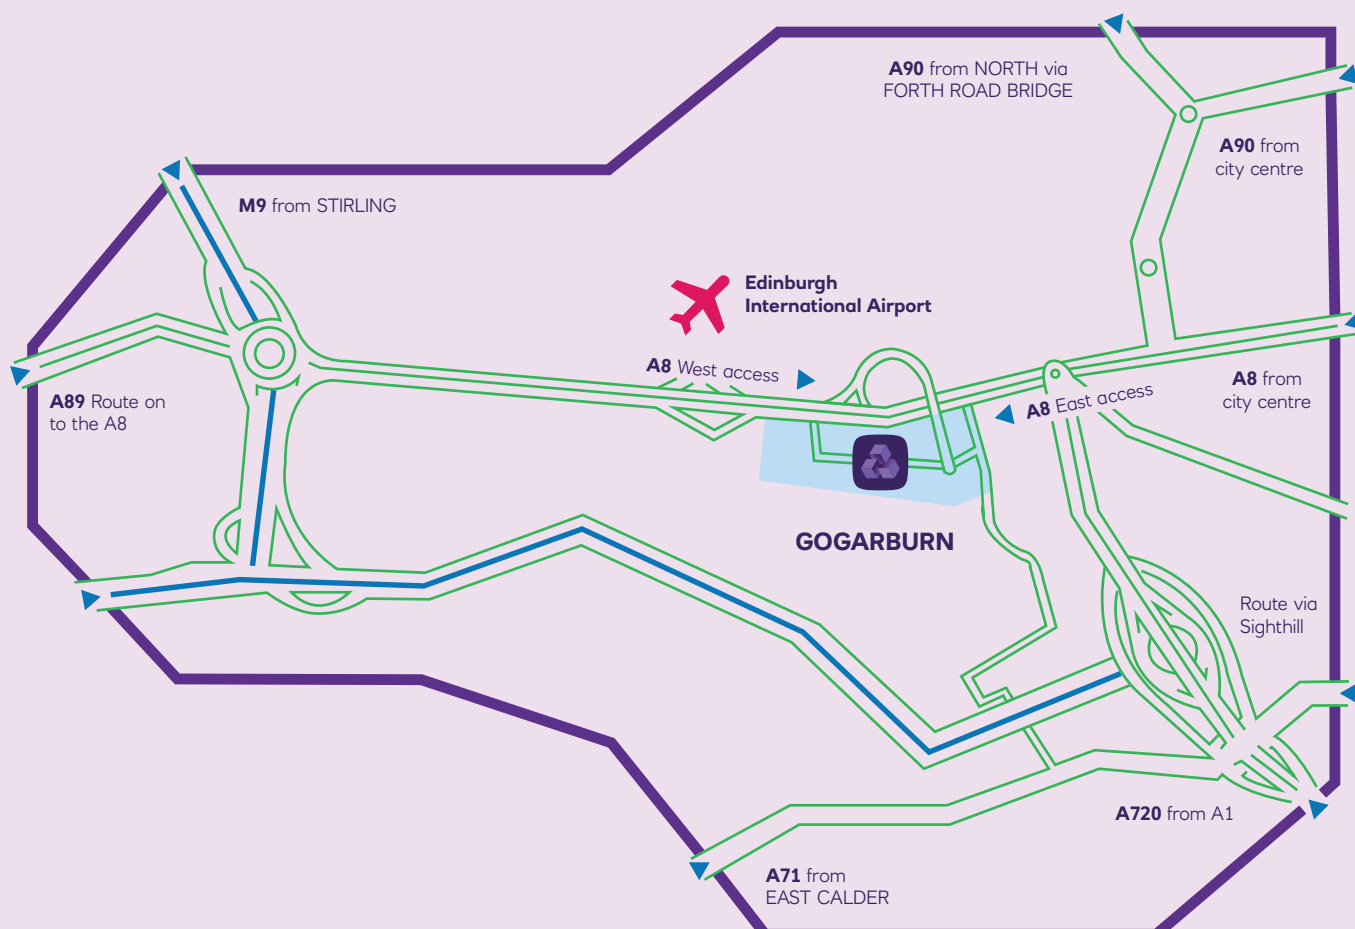 A90 from NORTH via
FORTH ROAD BRIDGE
A90 from
city centre
M9 from STIRLING
Edinburgh
International Airport
A8 West access
A8 East access
A8 from
city centre
A89 Route on
to the A8
GOGARBURN
Route via
Sighthill
A720 from A1
A71 from
EAST CALDER